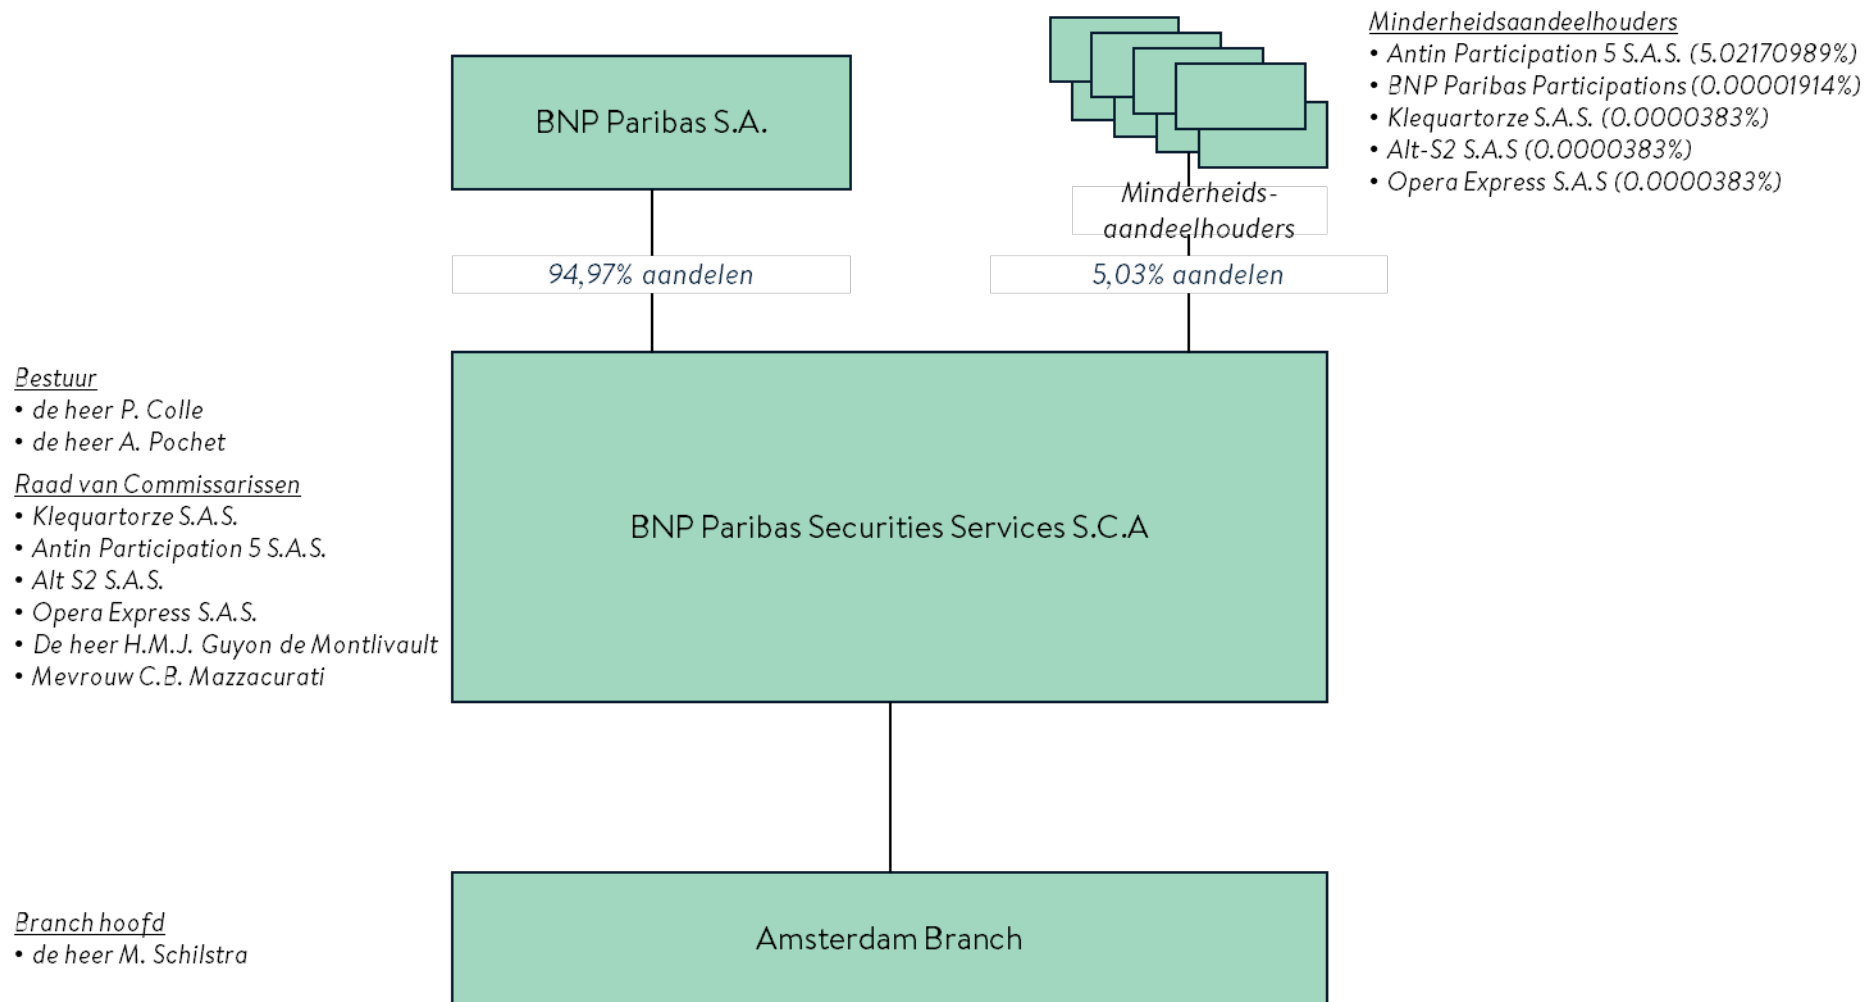 BNP Paribas S.A.
Minderheidsaandeelhouders
• Antin Participation 5 S.A.S. (5.02170989%)
• BNP Paribas Participations (0.00001914%)
• Klequartorze S.A.S. (0.0000383%)
• Alt-S2 S.A.S (0.0000383%)
• Opera Express S.A.S (0.0000383%)
Minderheids-
aandeelhouders
94,97% aandelen
5,03% aandelen
Bestuur
• de heer P. Colle
• de heer A. Pochet
Raad van Commissarissen
• Klequartorze S.A.S.
• Antin Participation 5 S.A.S.
• Alt S2 S.A.S.
• Opera Express S.A.S.
• De heer H.M.J. Guyon de Montlivault
• Mevrouw C.B. Mazzacurati
BNP Paribas Securities Services S.C.A
Branch hoofd
• de heer M. Schilstra
Amsterdam Branch